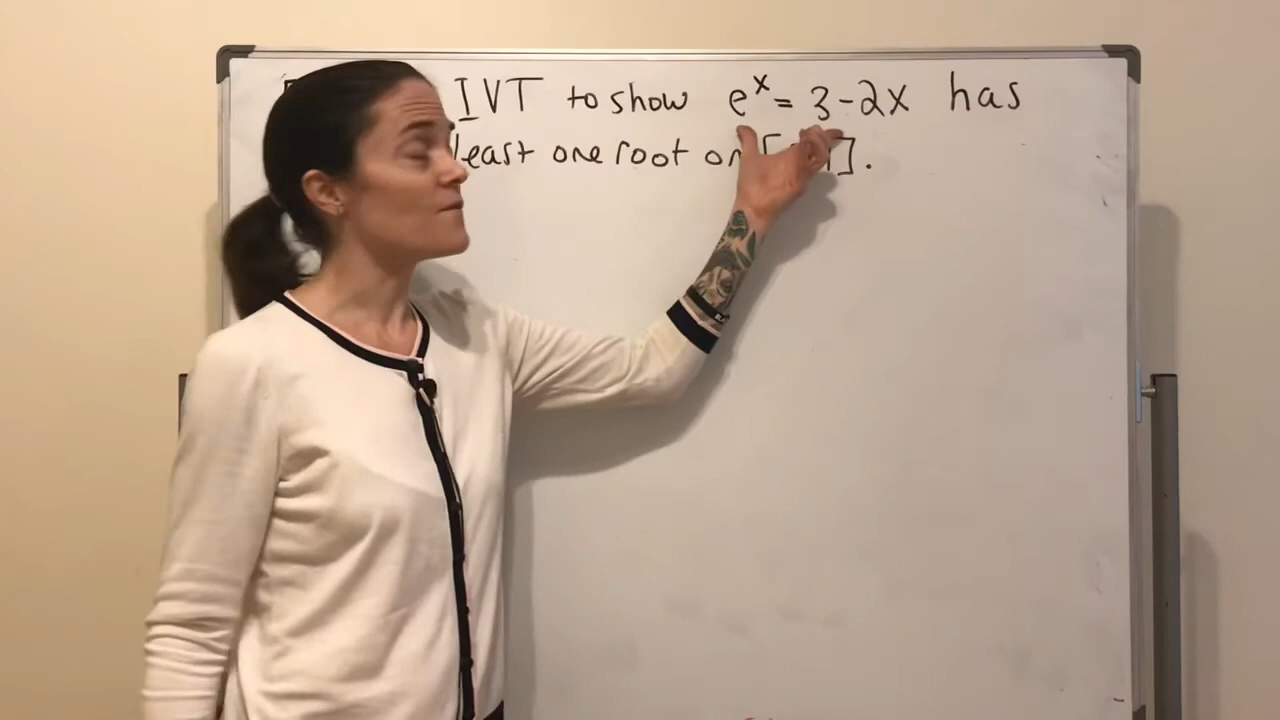 IVT to show e^x = 3-2x has
least one root on [ ].